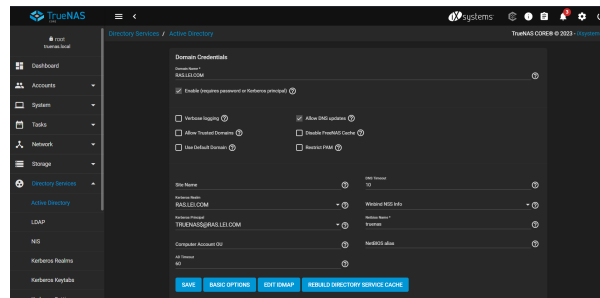 TrueNAS
CORE
iXsystems
root
truenas.local
Directory Services / Active Directory
TrueNAS CORE® © 2023 - iXsystems
Dashboard
Accounts
System
Tasks
Network
Storage
Directory Services
Active Directory
LDAP
NIS
Kerberos Realms
Kerberos Keytabs
Domain Credentials
Domain Name *
RAS.LEI.COM
Enable (requires password or Kerberos principal)
Verbose logging
Allow DNS updates
Allow Trusted Domains
Disable FreeNAS Cache
Use Default Domain
Restrict PAM
Site Name
DNS Timeout
10
Kerberos Realm
RAS.LEI.COM
Winbind NSS Info
Kerberos Principal
TRUENAS$@RAS.LEI.COM
Netbios Name *
truenas
Computer Account OU
NetBIOS alias
AD Timeout
60
SAVE
BASIC OPTIONS
EDIT IDMAP
REBUILD DIRECTORY SERVICE CACHE